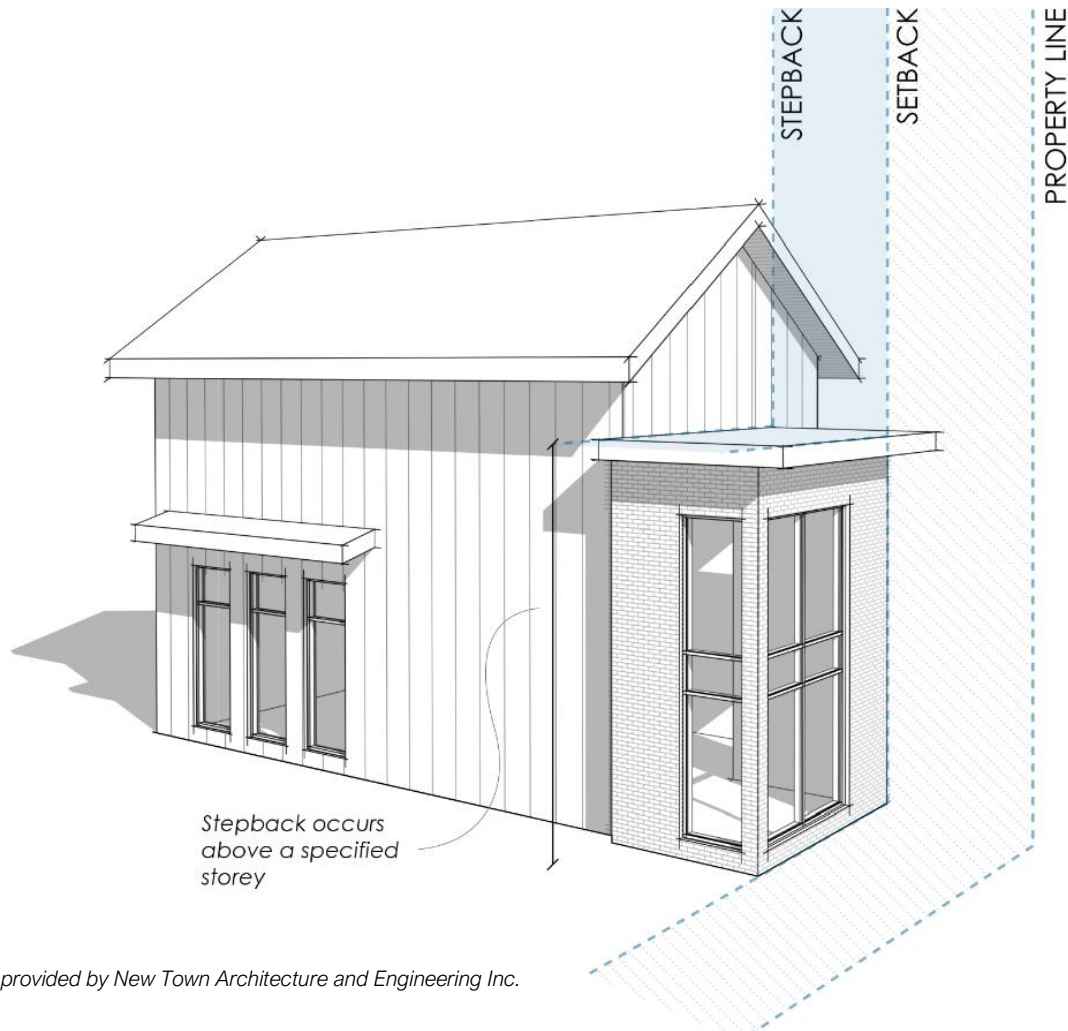 STEPBACK
SETBACK
PROPERTY LINE
Stepback occurs
above a specified
storey
provided by New Town Architecture and Engineering Inc.